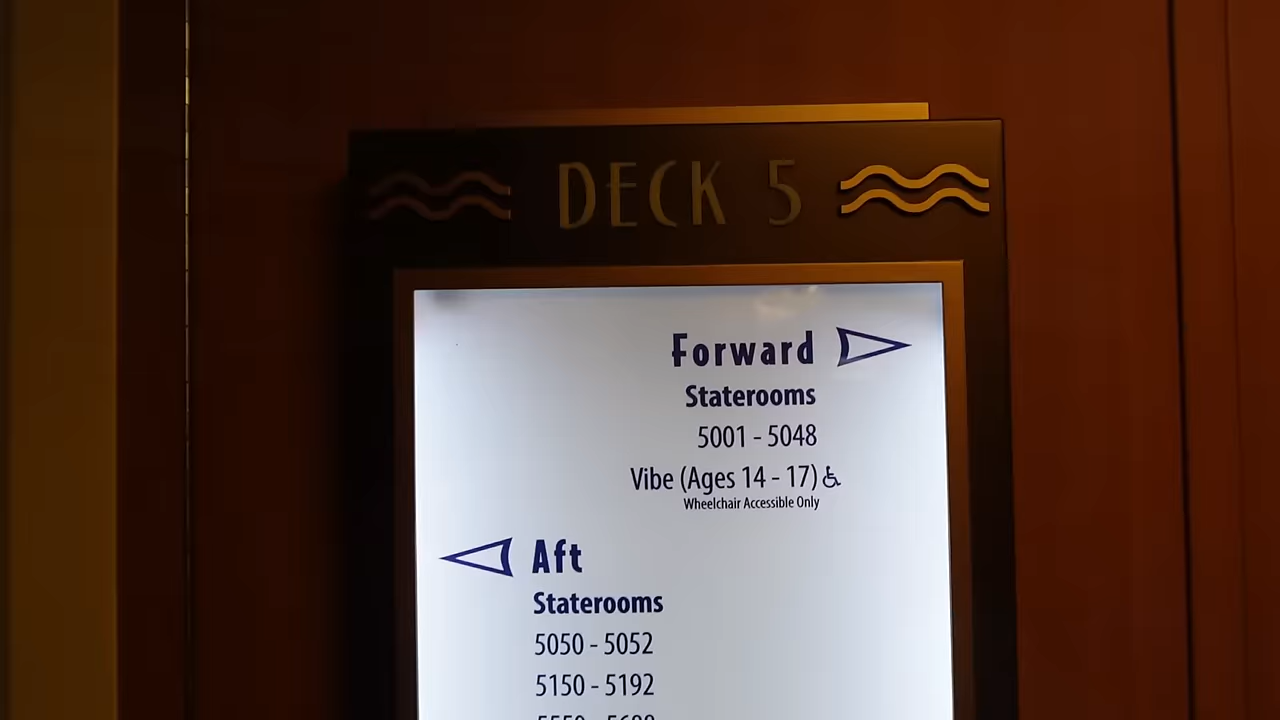 DECK 5
Forward
Staterooms
5001 - 5048
Vibe (Ages 14 - 17)
Wheelchair Accessible Only
Aft
Staterooms
5050 - 5052
5150 - 5192